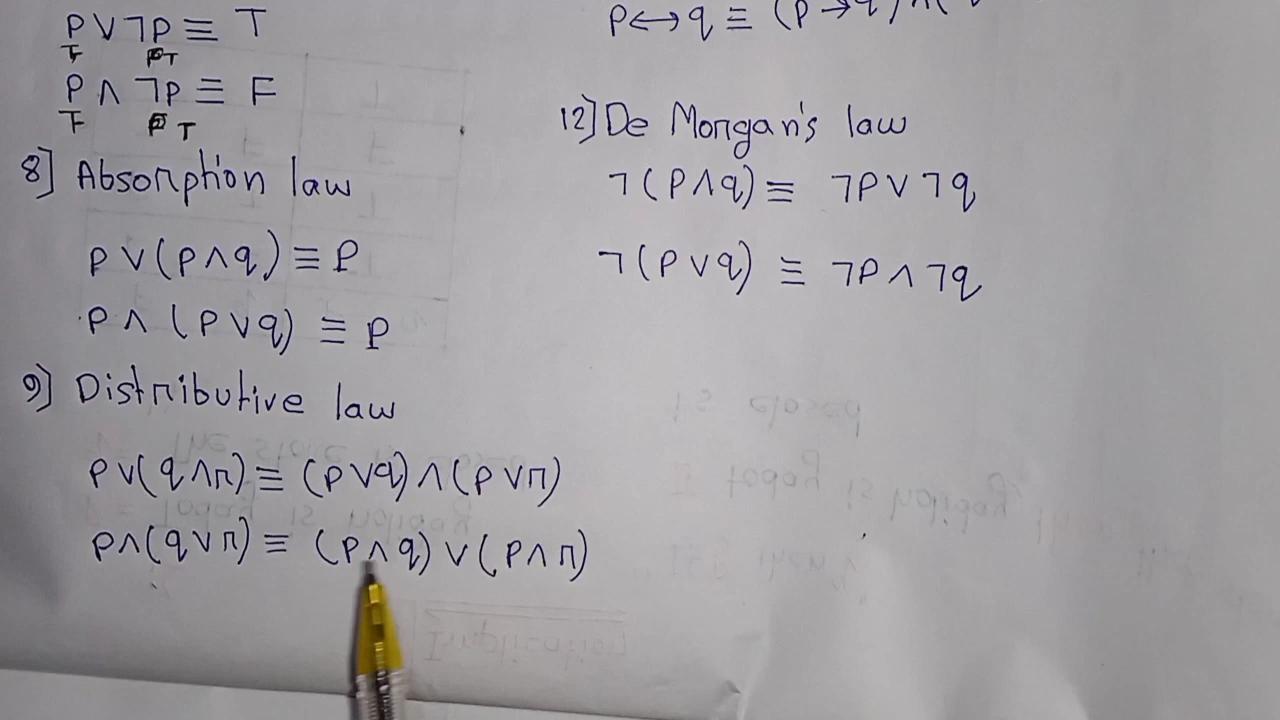 P ∨ ¬P ≡ T
T T
P ∧ ¬P ≡ F
T T
8] Absorption law
P ∨ (P ∧ q) ≡ P
P ∧ (P ∨ q) ≡ P
9] Distributive law
P ∨ (q ∧ r) ≡ (P ∨ q) ∧ (P ∨ r)
P ∧ (q ∨ r) ≡ (P ∧ q) ∨ (P ∧ r)
P ↔ q ≡ (P → q) ∧ (
12] De Morgan's law
¬ (P ∧ q) ≡ ¬P ∨ ¬q
¬ (P ∨ q) ≡ ¬P ∧ ¬q